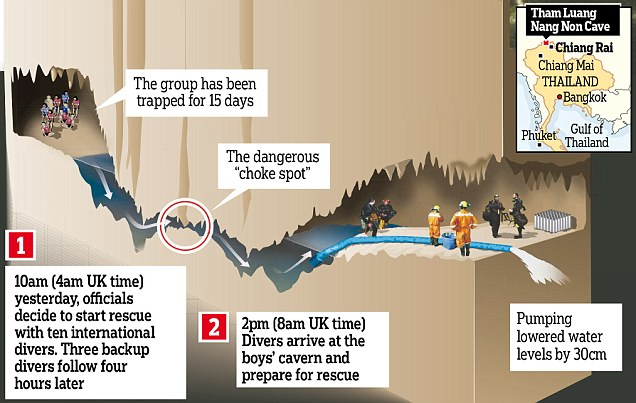 Tham Luang
Nang Non Cave
Chiang Rai
Chiang Mai
THAILAND
Bangkok
Phuket
Gulf of
Thailand
The group has been
trapped for 15 days
The dangerous
"choke spot"
1
10am (4am UK time)
yesterday, officials
decide to start rescue
with ten international
divers. Three backup
divers follow four
hours later
2
2pm (8am UK time)
Divers arrive at the
boys' cavern and
prepare for rescue
Pumping
lowered water
levels by 30cm